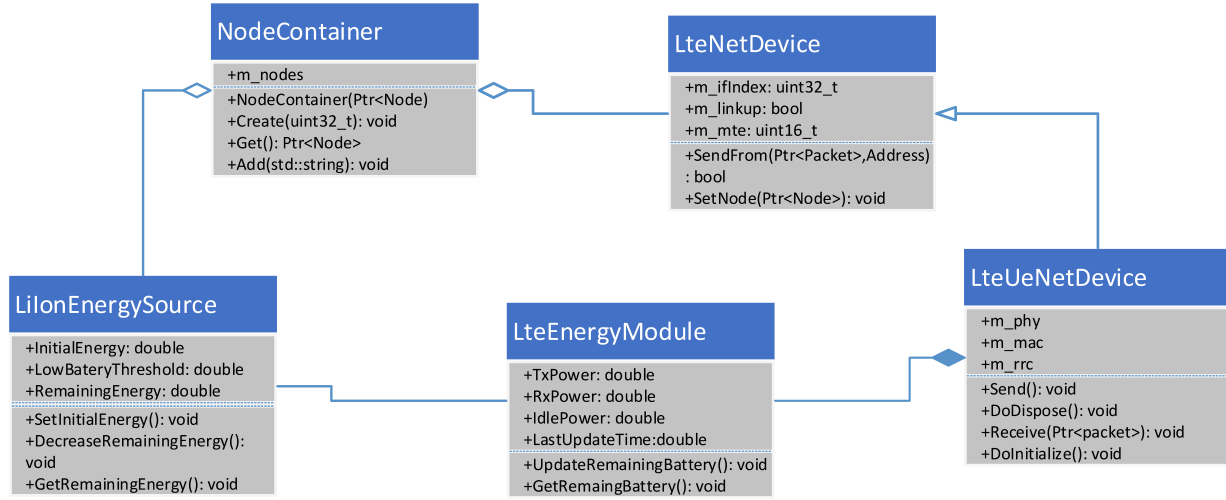 NodeContainer
+m_nodes
+NodeContainer(Ptr<Node)
+Create(uint32_t): void
+Get(): Ptr<Node>
+Add(std::string): void
LteNetDevice
+m_ifIndex: uint32_t
+m_linkup: bool
+m_mte: uint16_t
+SendFrom(Ptr<Packet>,Address)
: bool
+SetNode(Ptr<Node>): void
LiIonEnergySource
+InitialEnergy: double
+LowBateryThreshold: double
+RemainingEnergy: double
+SetInitialEnergy(): void
+DecreaseRemainingEnergy():
void
+GetRemainingEnergy(): void
LteEnergyModule
+TxPower: double
+RxPower: double
+IdlePower: double
+LastUpdateTime:double
+UpdateRemainingBattery(): void
+GetRemaingBattery(): void
LteUeNetDevice
+m_phy
+m_mac
+m_rrc
+Send(): void
+DoDispose(): void
+Receive(Ptr<packet>): void
+DoInitialize(): void